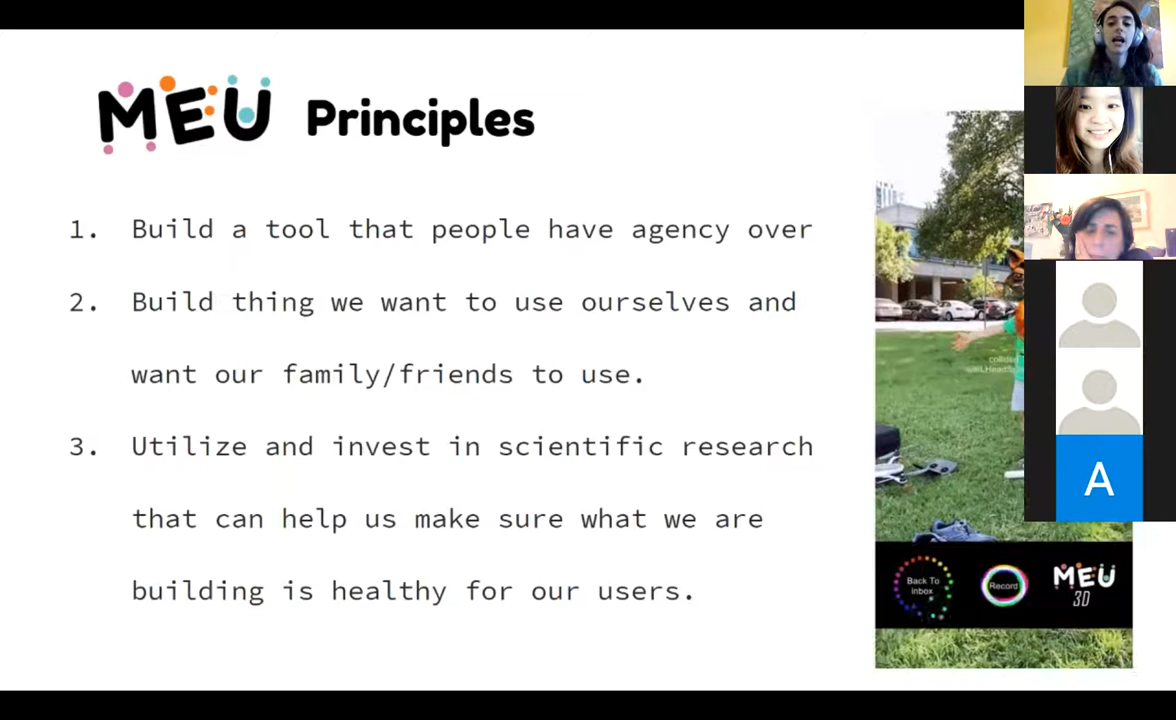 MEU Principles
1. Build a tool that people have agency over
2. Build thing we want to use ourselves and
want our family/friends to use.
3. Utilize and invest in scientific research
that can help us make sure what we are
building is healthy for our users.
A
Back To
Inbox
Record
MEU
3D